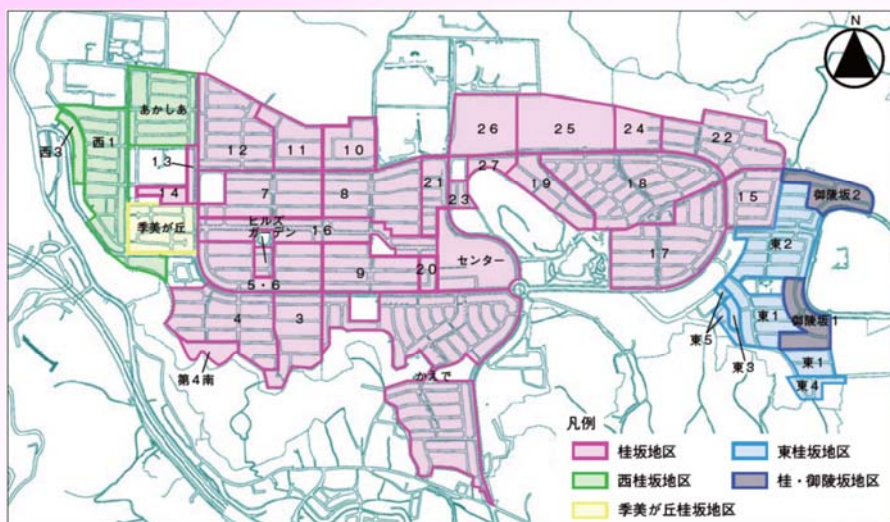 N
あかしあ
西1
西3
13
14
季美が丘
12
11
10
7
8
ヒルズ
ガーデン
16
5・6
9
20
21
23
センター
4
3
第4南
かえで
26
25
24
22
27
19
18
17
15
御陵坂2
東2
東1
御陵坂1
東5
東3
東1
東4
凡例
桂坂地区
東桂坂地区
西桂坂地区
桂・御陵坂地区
季美が丘桂坂地区